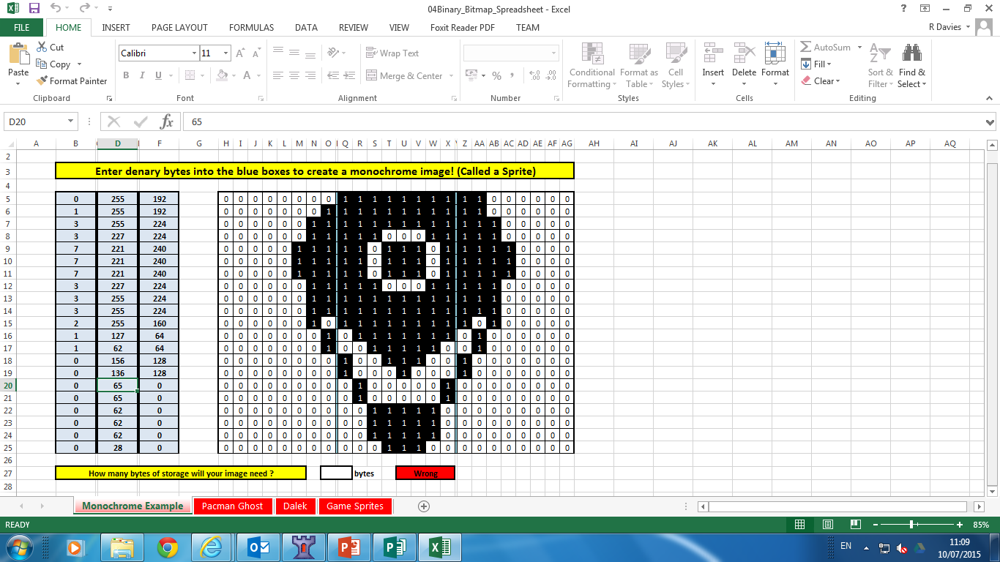 04Binary_Bitmap_Spreadsheet - Excel
FILE HOME INSERT PAGE LAYOUT FORMULAS DATA REVIEW VIEW Foxit Reader PDF TEAM R Davies
Cut
Copy
Format Painter
Paste
Clipboard
Calibri 11
B I U
Font
Wrap Text
Merge & Center
Alignment
%
Number
Conditional Formatting
Format as Table
Cell Styles
Styles
Insert Delete Format
Cells
AutoSum
Fill
Clear
Sort & Filter
Find & Select
Editing
D20 fx 65
A B D F G H I J K L M N O Q R S T U V W X Z AA AB AC AD AE AF AG AH AI AJ AK AL AM AN AO AP AQ
2
3 Enter denary bytes into the blue boxes to create a monochrome image! (Called a Sprite)
4
5 0 255 192 0 0 0 0 0 0 0 0 1 1 1 1 1 1 1 1 1 1 0 0 0 0 0 0
6 1 255 192 0 0 0 0 0 0 0 1 1 1 1 1 1 1 1 1 1 1 0 0 0 0 0 0
7 3 255 224 0 0 0 0 0 0 1 1 1 1 1 1 1 1 1 1 1 1 1 0 0 0 0 0
8 3 227 224 0 0 0 0 0 0 1 1 1 1 1 0 0 0 1 1 1 1 1 0 0 0 0 0
9 7 221 240 0 0 0 0 0 1 1 1 1 1 0 1 1 1 0 1 1 1 1 1 0 0 0 0
10 7 221 240 0 0 0 0 0 1 1 1 1 1 0 1 1 1 0 1 1 1 1 1 0 0 0 0
11 7 221 240 0 0 0 0 0 1 1 1 1 1 0 1 1 1 0 1 1 1 1 1 0 0 0 0
12 3 227 224 0 0 0 0 0 0 1 1 1 1 1 0 0 0 1 1 1 1 1 0 0 0 0 0
13 3 255 224 0 0 0 0 0 0 1 1 1 1 1 1 1 1 1 1 1 1 1 0 0 0 0 0
14 3 255 224 0 0 0 0 0 0 1 1 1 1 1 1 1 1 1 1 1 1 1 0 0 0 0 0
15 2 255 160 0 0 0 0 0 0 1 0 1 1 1 1 1 1 1 1 1 0 1 0 0 0 0 0
16 1 127 64 0 0 0 0 0 0 0 1 0 1 1 1 1 1 1 1 0 1 0 0 0 0 0 0
17 1 62 64 0 0 0 0 0 0 0 1 0 0 1 1 1 1 1 0 0 1 0 0 0 0 0 0
18 0 156 128 0 0 0 0 0 0 0 0 1 0 0 1 1 1 0 0 1 0 0 0 0 0 0 0
19 0 136 128 0 0 0 0 0 0 0 0 1 0 0 0 1 0 0 0 1 0 0 0 0 0 0 0
20 0 65 0 0 0 0 0 0 0 0 0 0 1 0 0 0 0 0 1 0 0 0 0 0 0 0 0
21 0 65 0 0 0 0 0 0 0 0 0 0 1 0 0 0 0 0 1 0 0 0 0 0 0 0 0
22 0 62 0 0 0 0 0 0 0 0 0 0 0 1 1 1 1 1 0 0 0 0 0 0 0 0 0
23 0 62 0 0 0 0 0 0 0 0 0 0 0 1 1 1 1 1 0 0 0 0 0 0 0 0 0
24 0 62 0 0 0 0 0 0 0 0 0 0 0 1 1 1 1 1 0 0 0 0 0 0 0 0 0
25 0 28 0 0 0 0 0 0 0 0 0 0 0 0 1 1 1 0 0 0 0 0 0 0 0 0 0
26
27 How many bytes of storage will your image need ? bytes Wrong
28
Monochrome Example Pacman Ghost Dalek Game Sprites
READY 85%
EN 11:09
10/07/2015